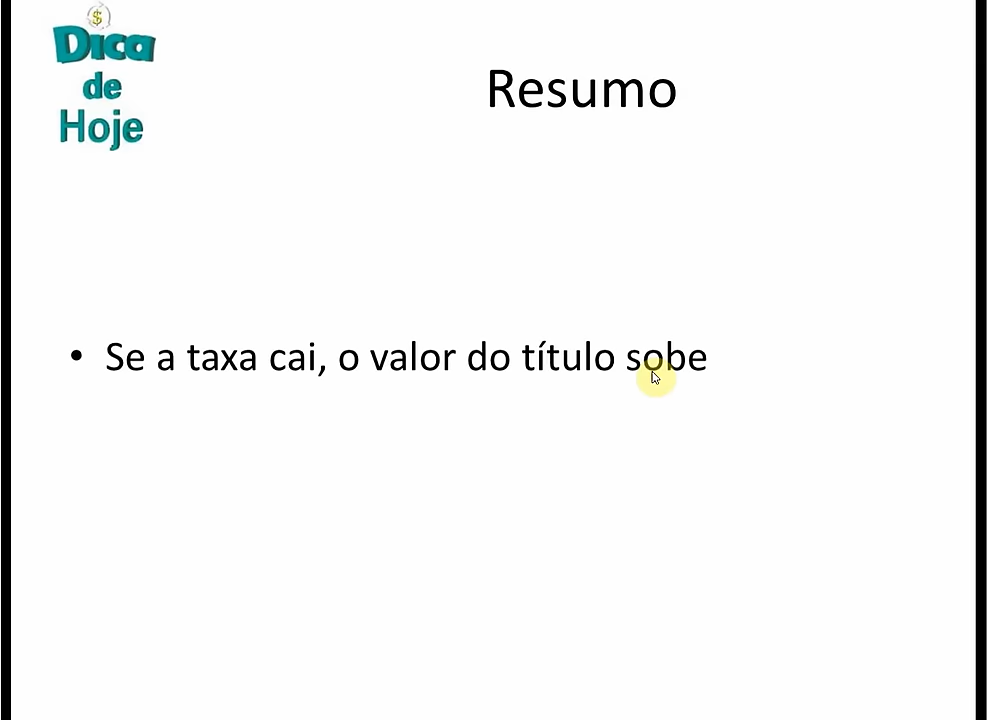 Dica
de
Hoje
Resumo
• Se a taxa cai, o valor do título sobe